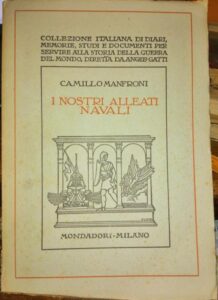 COLLEZIONE ITALIANA DI DIARI,
MEMORIE, STUDI E DOCUMENTI PER
SERVIRE ALLA STORIA DELLA GUERRA
DEL MONDO, DIRETTA DA ANGELO GATTI
CAMILLO MANFRONI
I NOSTRI ALLEATI
NAVALI
MONDADORI - MILANO